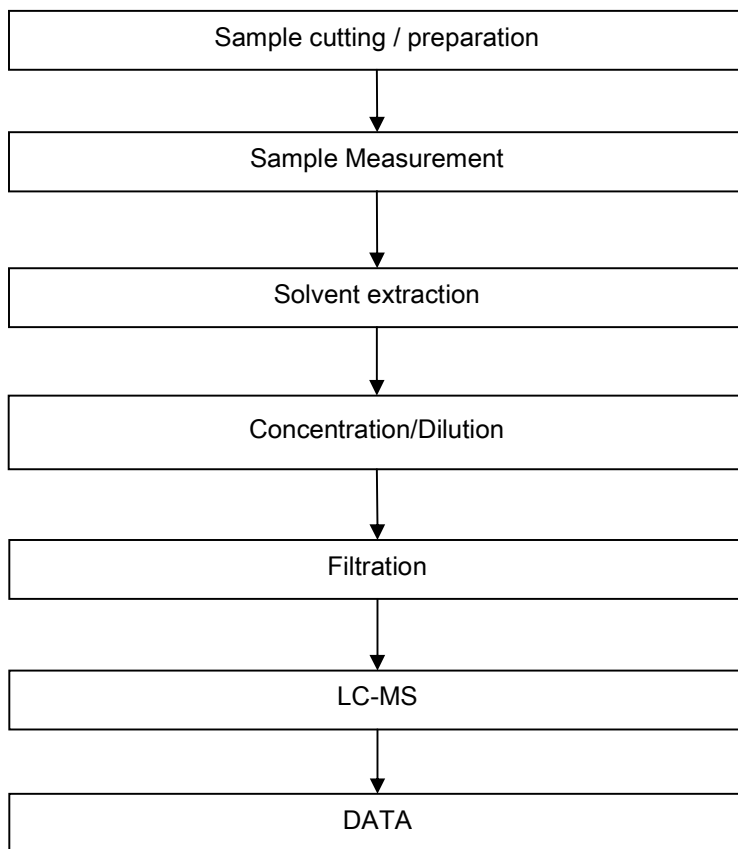 Sample cutting / preparation
Sample Measurement
Solvent extraction
Concentration/Dilution
Filtration
LC-MS
DATA